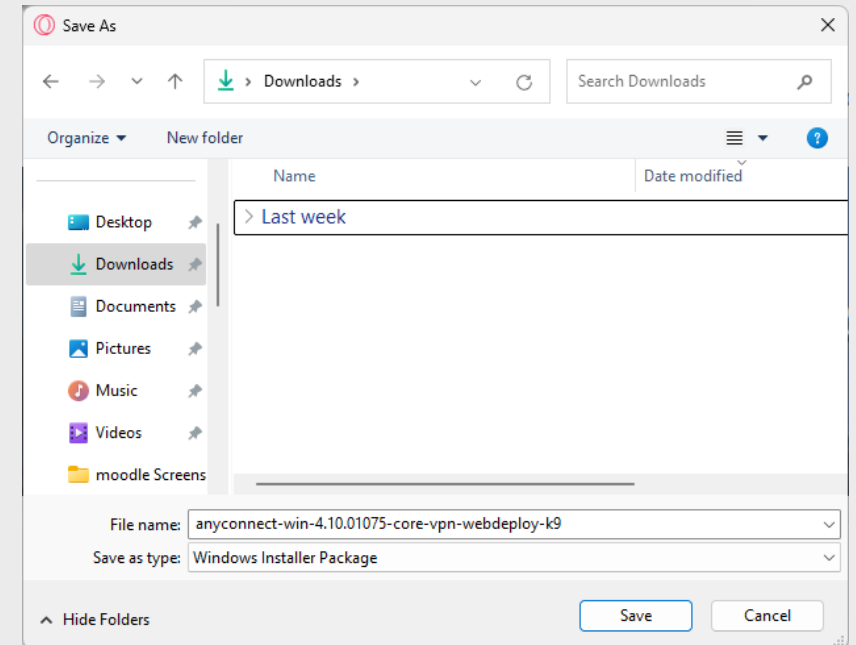 Save As
Downloads
Search Downloads
Organize
New folder
?
Name
Date modified
Desktop
Last week
Downloads
Documents
Pictures
Music
Videos
moodle Screens
File name: anyconnect-win-4.10.01075-core-vpn-webdeploy-k9
Save as type: Windows Installer Package
Hide Folders
Save
Cancel